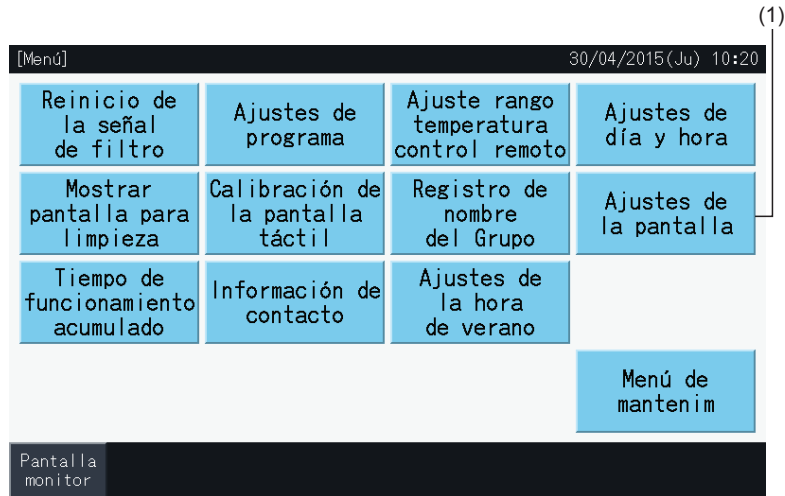 (1)
[Menú] 30/04/2015(Ju) 10:20
Reinicio de
la señal
de filtro
Ajustes de
programa
Ajuste rango
temperatura
control remoto
Ajustes de
día y hora
Mostrar
pantalla para
limpieza
Calibración de
la pantalla
táctil
Registro de
nombre
del Grupo
Ajustes de
la pantalla
Tiempo de
funcionamiento
acumulado
Información de
contacto
Ajustes de
la hora
de verano
Menú de
mantenim
Pantalla
monitor